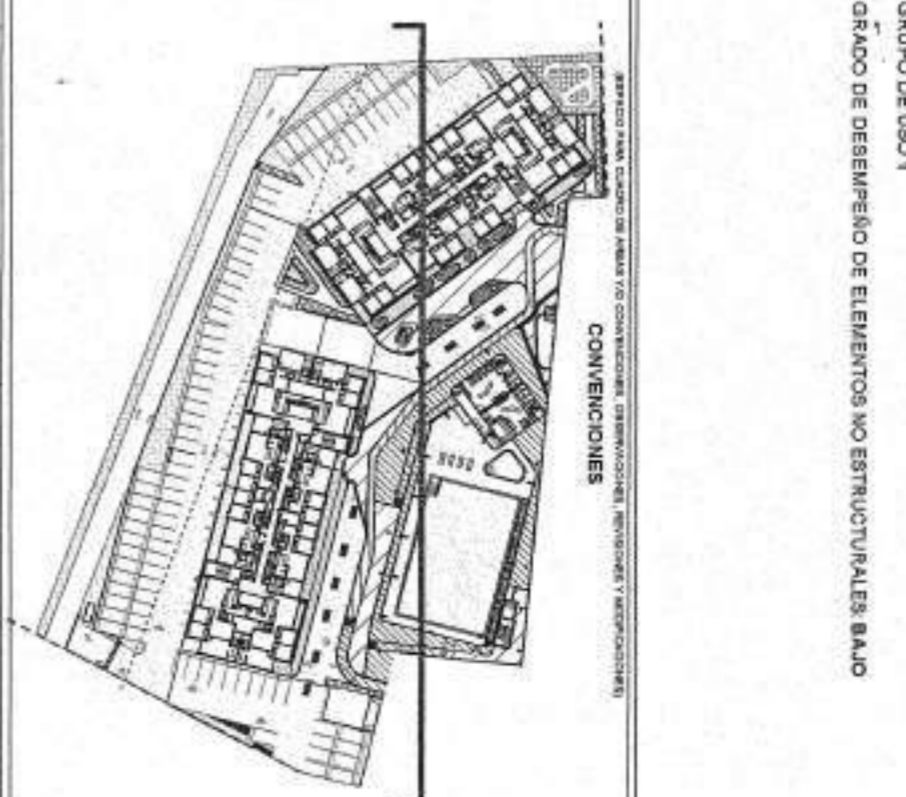 GRUPO DE USO I
GRADO DE DESEMPEÑO DE ELEMENTOS NO ESTRUCTURALES: BAJO
(ESPACIO PARA CUADRO DE AREAS Y/O CONVENCIONES, OBSERVACIONES, REVISIONES Y MODIFICACIONES)
CONVENCIONES